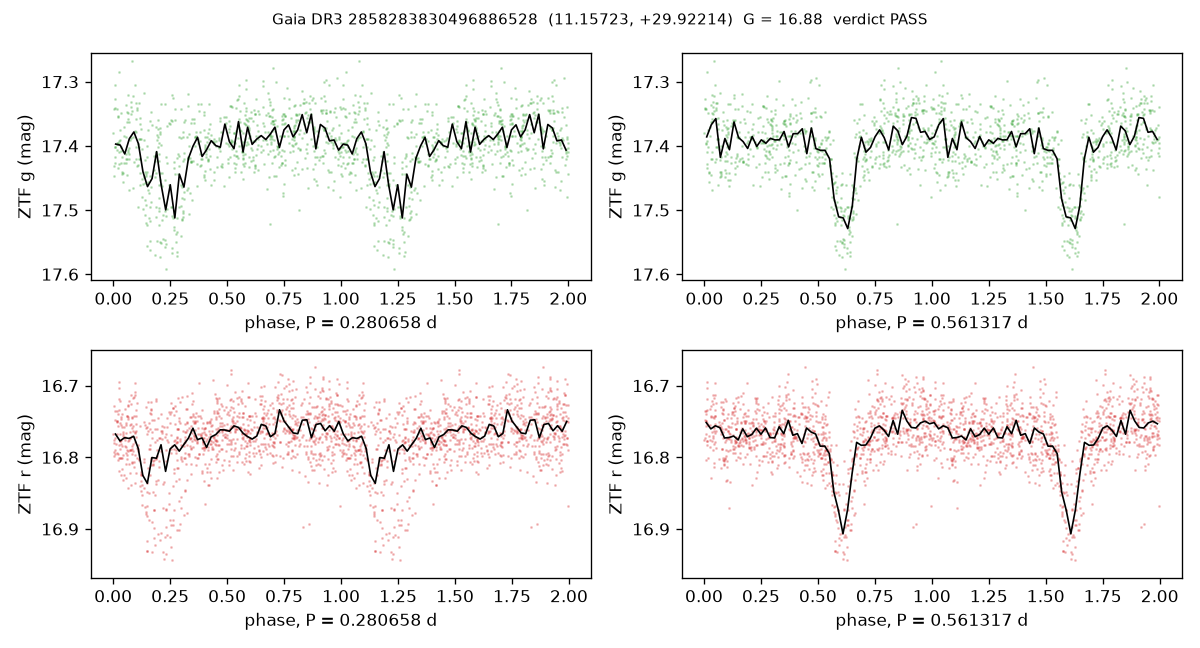 Gaia DR3 2858283830496886528 (11.15723, +29.92214) G = 16.88 verdict PASS
ZTF g (mag)
17.3
17.4
17.5
17.6
0.00 0.25 0.50 0.75 1.00 1.25 1.50 1.75 2.00
phase, P = 0.280658 d
ZTF g (mag)
17.3
17.4
17.5
17.6
0.00 0.25 0.50 0.75 1.00 1.25 1.50 1.75 2.00
phase, P = 0.561317 d
ZTF r (mag)
16.7
16.8
16.9
0.00 0.25 0.50 0.75 1.00 1.25 1.50 1.75 2.00
phase, P = 0.280658 d
ZTF r (mag)
16.7
16.8
16.9
0.00 0.25 0.50 0.75 1.00 1.25 1.50 1.75 2.00
phase, P = 0.561317 d